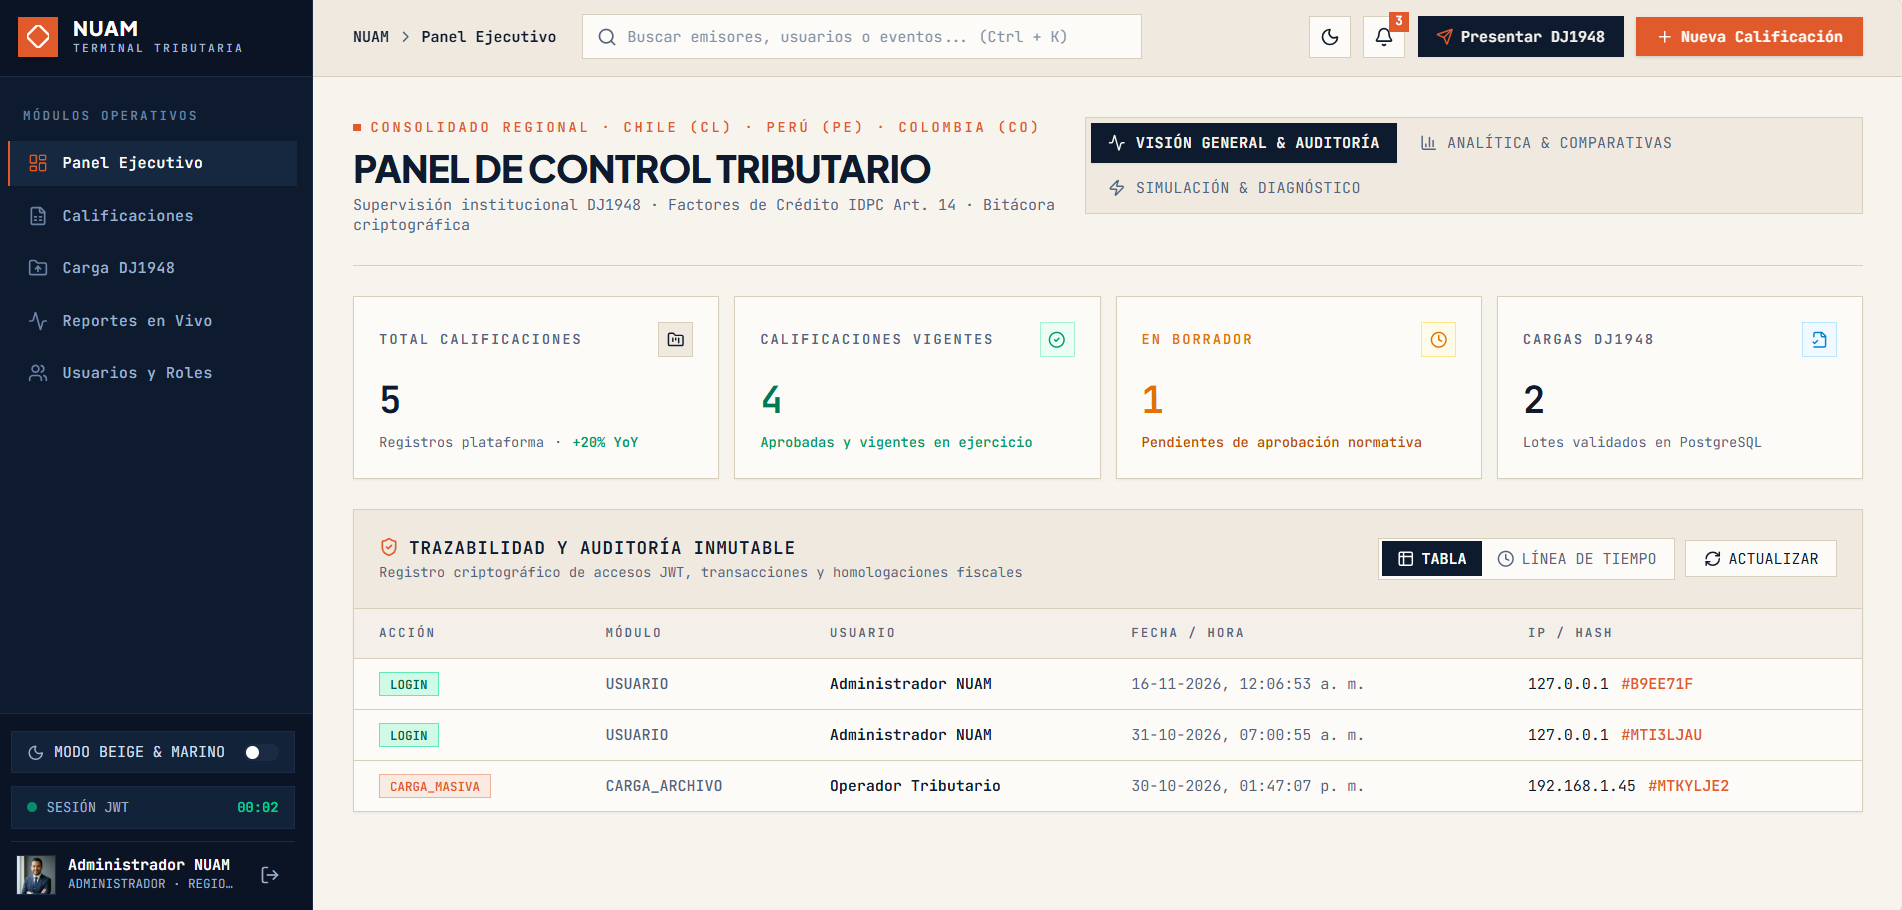 NUAM
TERMINAL TRIBUTARIA
MÓDULOS OPERATIVOS
Panel Ejecutivo
Calificaciones
Carga DJ1948
Reportes en Vivo
Usuarios y Roles
MODO BEIGE & MARINO
SESIÓN JWT 00:02
Administrador NUAM
ADMINISTRADOR · REGIO…
NUAM > Panel Ejecutivo
Buscar emisores, usuarios o eventos... (Ctrl + K)
3
Presentar DJ1948
+ Nueva Calificación
CONSOLIDADO REGIONAL · CHILE (CL) · PERÚ (PE) · COLOMBIA (CO)
PANEL DE CONTROL TRIBUTARIO
Supervisión institucional DJ1948 · Factores de Crédito IDPC Art. 14 · Bitácora
criptográfica
VISIÓN GENERAL & AUDITORÍA
ANALÍTICA & COMPARATIVAS
SIMULACIÓN & DIAGNÓSTICO
TOTAL CALIFICACIONES
5
Registros plataforma · +20% YoY
CALIFICACIONES VIGENTES
4
Aprobadas y vigentes en ejercicio
EN BORRADOR
1
Pendientes de aprobación normativa
CARGAS DJ1948
2
Lotes validados en PostgreSQL
TRAZABILIDAD Y AUDITORÍA INMUTABLE
Registro criptográfico de accesos JWT, transacciones y homologaciones fiscales
TABLA
LÍNEA DE TIEMPO
ACTUALIZAR
ACCIÓN MÓDULO USUARIO FECHA / HORA IP / HASH
LOGIN USUARIO Administrador NUAM 16-11-2026, 12:06:53 a. m. 127.0.0.1 #B9EE71F
LOGIN USUARIO Administrador NUAM 31-10-2026, 07:00:55 a. m. 127.0.0.1 #MTI3LJAU
CARGA_MASIVA CARGA_ARCHIVO Operador Tributario 30-10-2026, 01:47:07 p. m. 192.168.1.45 #MTKYLJE2